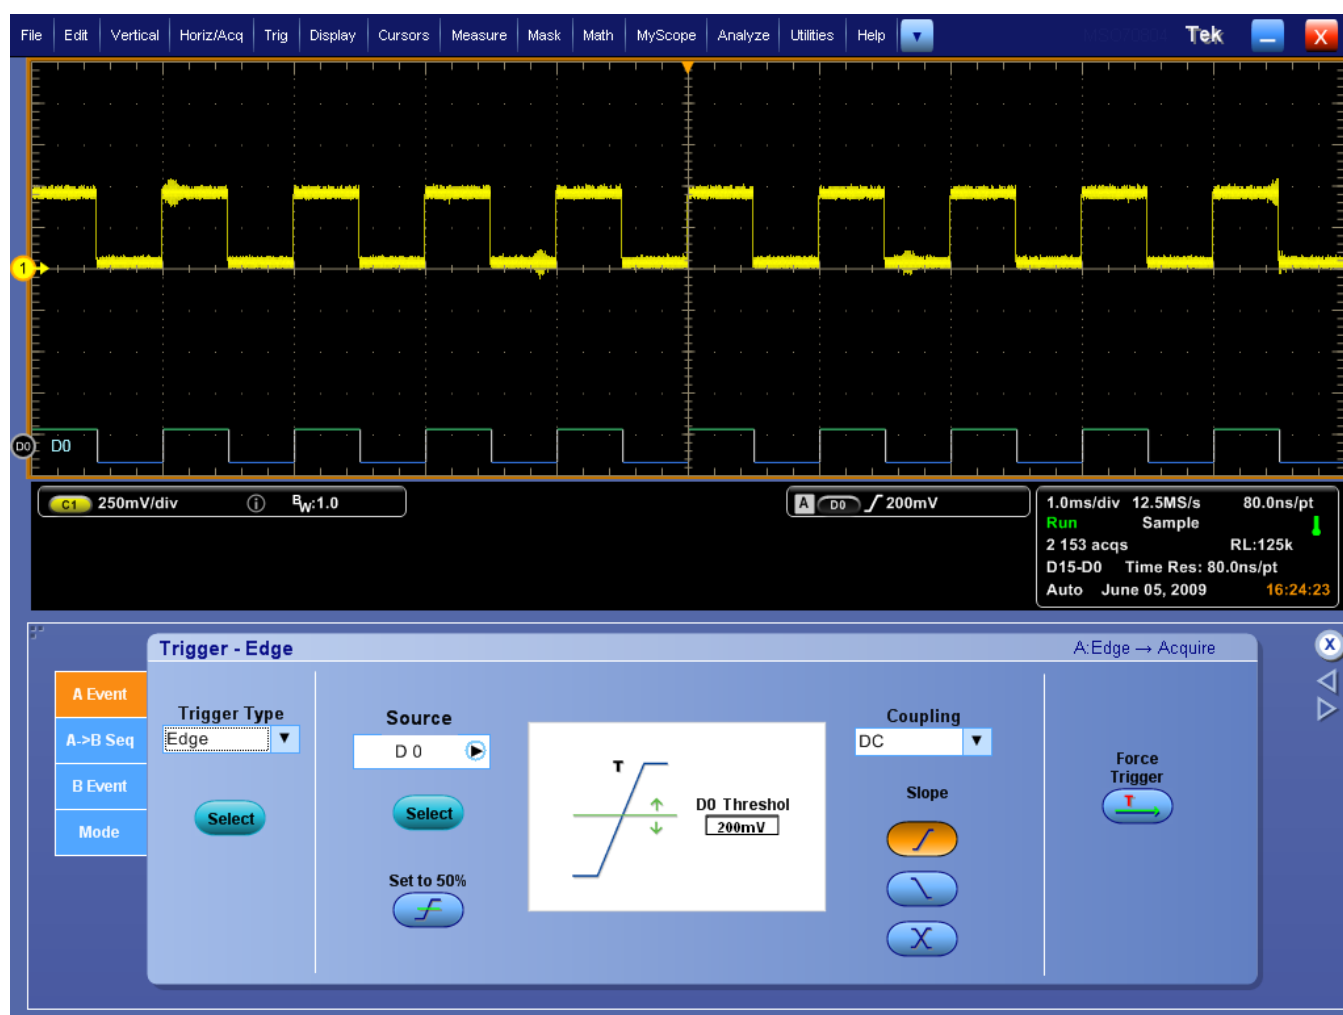 File Edit Vertical Horiz/Acq Trig Display Cursors Measure Mask Math MyScope Analyze Utilities Help Tek X
1
D0 D0
C1 250mV/div i BW:1.0
A D0 200mV
1.0ms/div 12.5MS/s 80.0ns/pt
Run Sample
2 153 acqs RL:125k
D15-D0 Time Res: 80.0ns/pt
Auto June 05, 2009 16:24:23
Trigger - Edge
A:Edge → Acquire
X
A Event
A->B Seq
B Event
Mode
Trigger Type
Edge
Select
Source
D 0
Select
Set to 50%
T
D0 Threshol
200mV
Coupling
DC
Slope
Force
Trigger
T